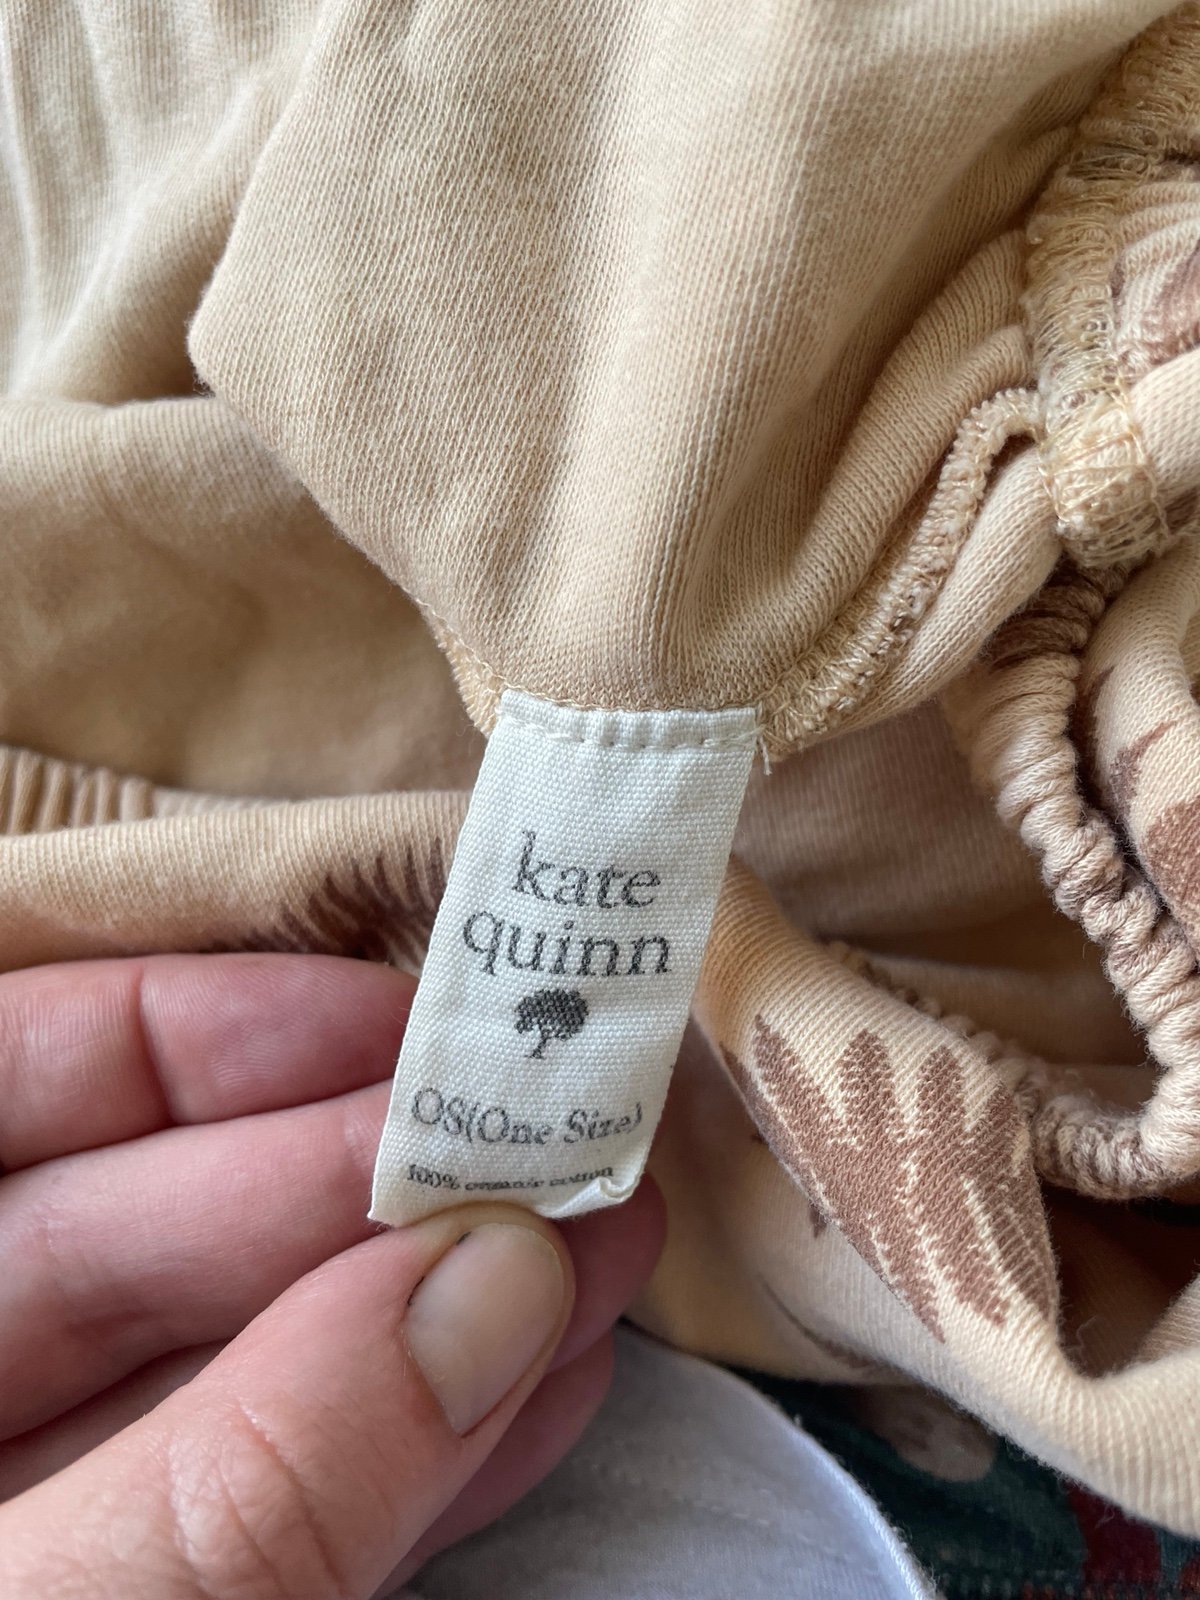 kate
quinn
OS(One Size)
100% organic cotton